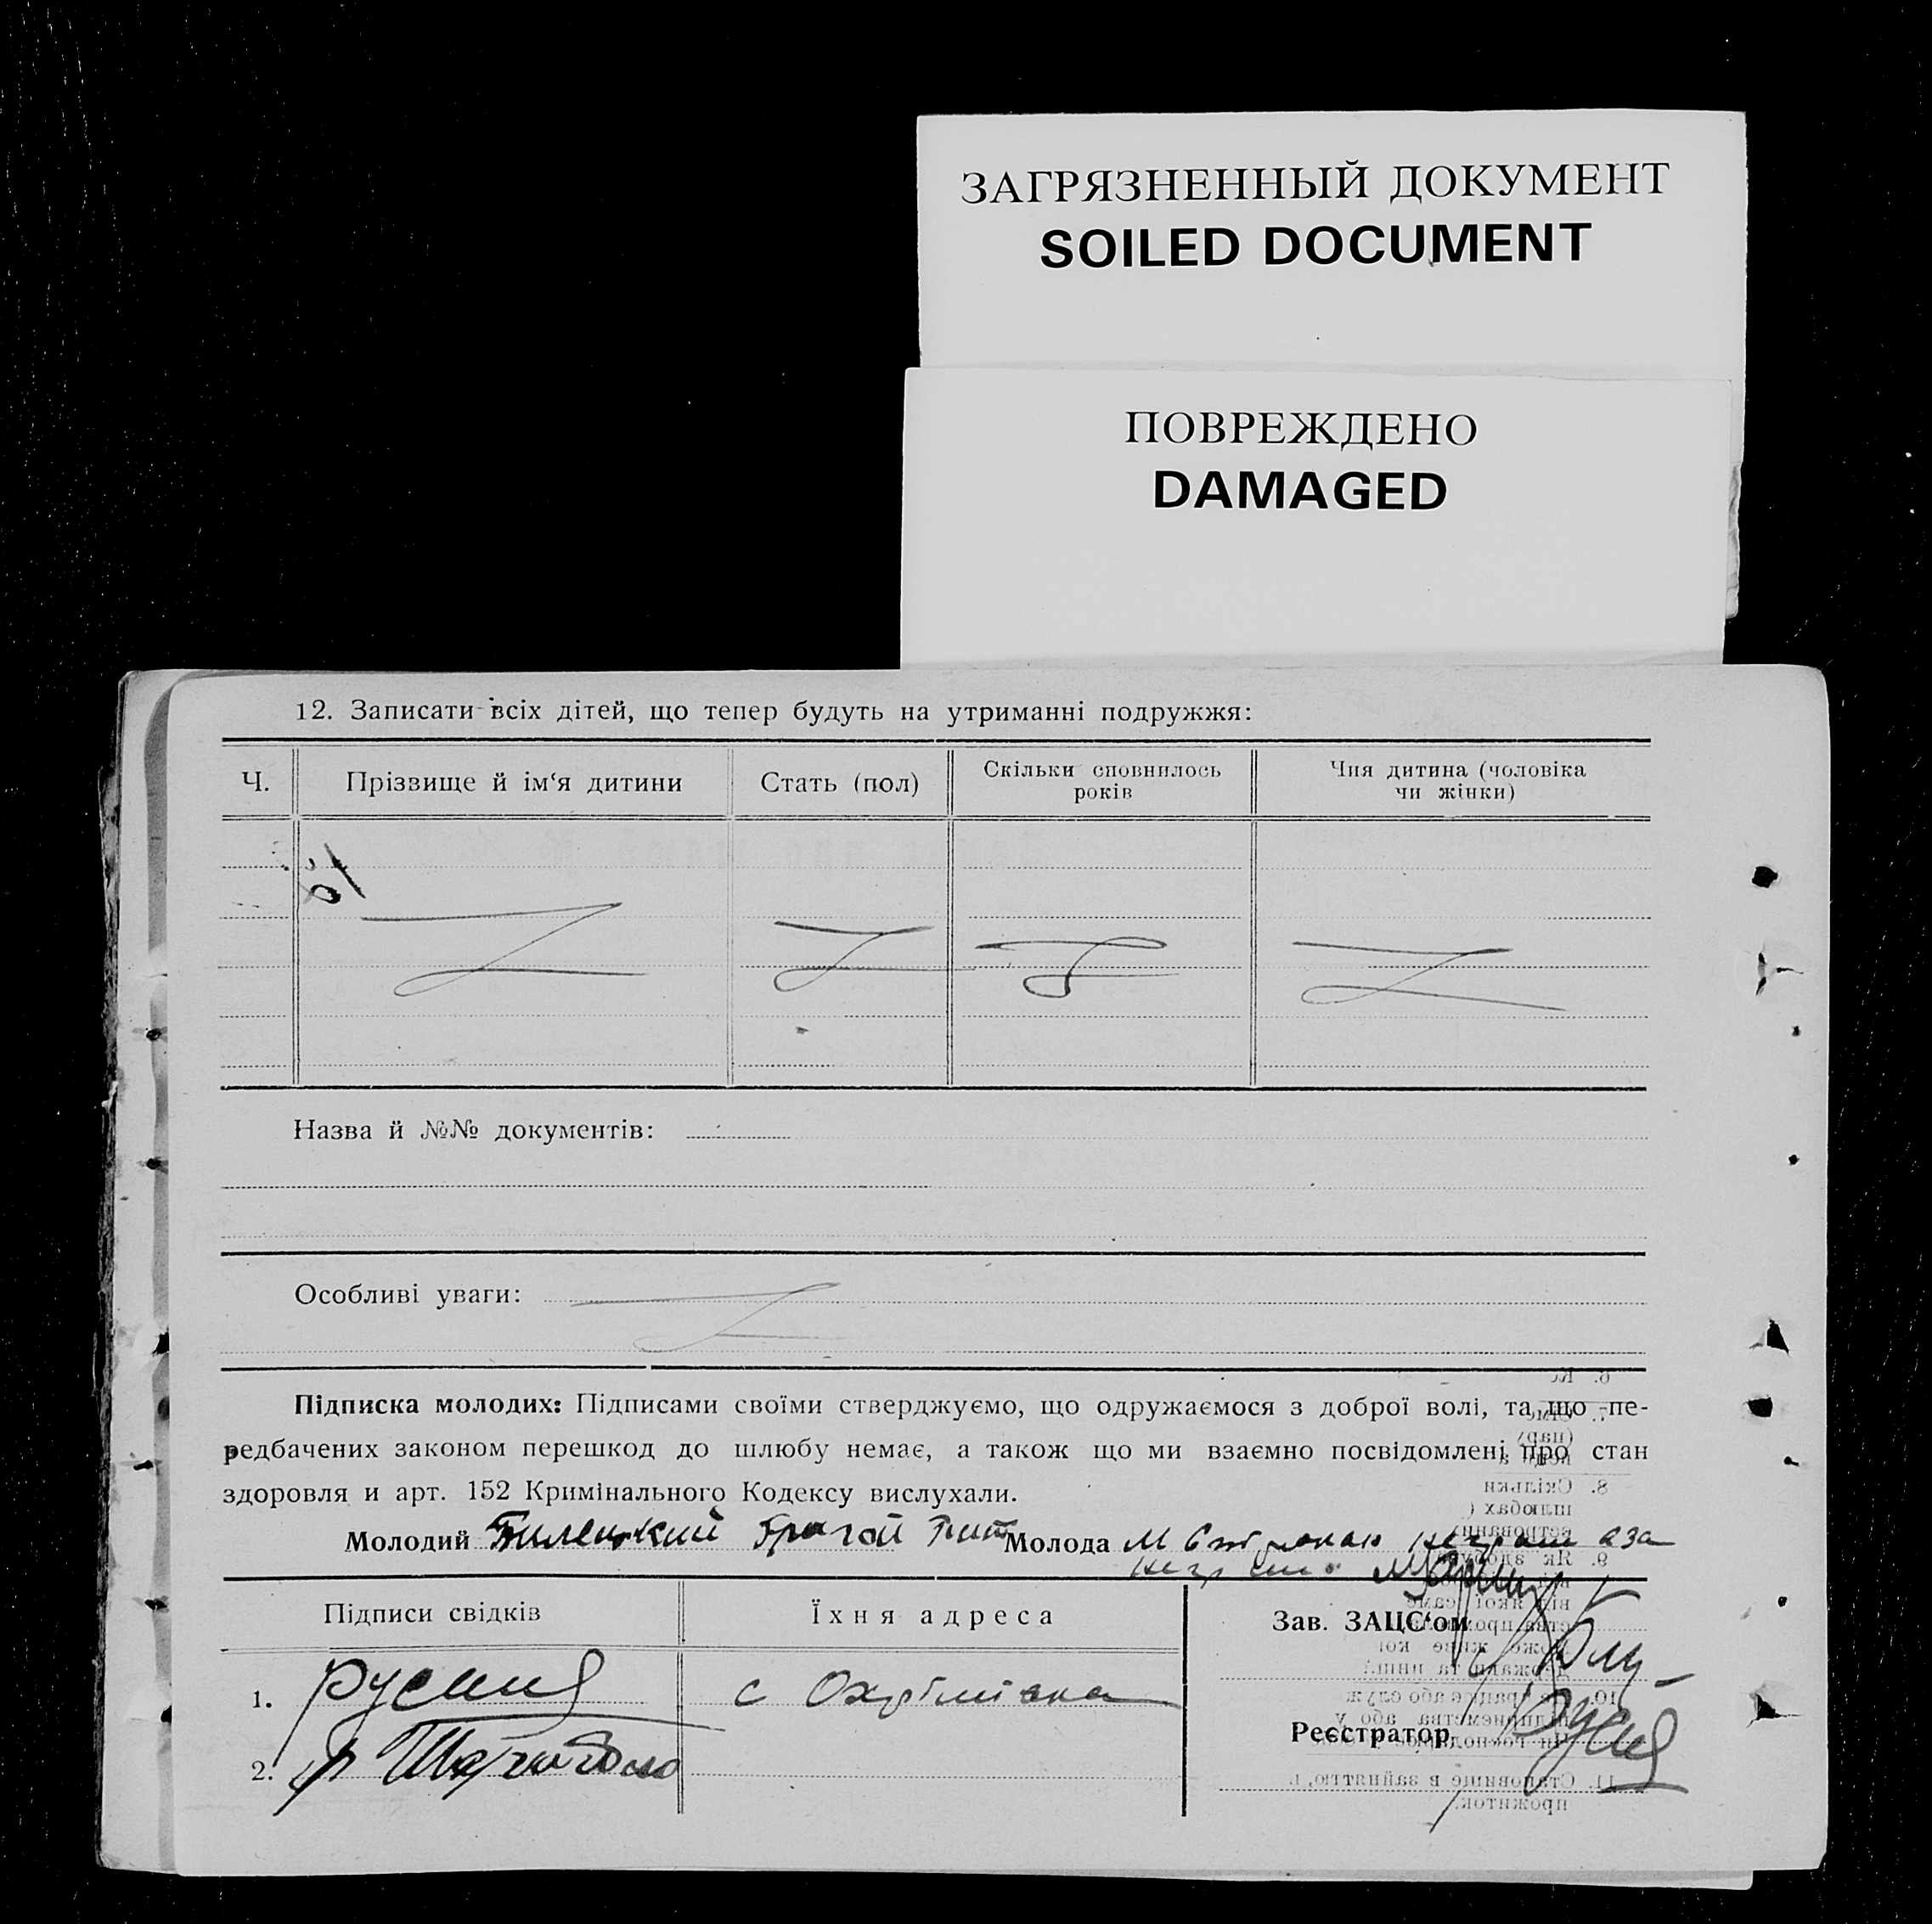 ЗАГРЯЗНЕННЫЙ ДОКУМЕНТ
SOILED DOCUMENT
ПОВРЕЖДЕНО
DAMAGED
12. Записати всіх дітей, що тепер будуть на утриманні подружжя:
Ч. Прізвище й ім‘я дитини Стать (пол) Скільки сповнилось років Чия дитина (чоловіка чи жінки)
Назва й №№ документів:
Особливі уваги:
Підписка молодих: Підписами своїми стверджуємо, що одружаємося з доброї волі, та що пе-
редбачених законом перешкод до шлюбу немає, а також що ми взаємно посвідомлені про стан
здоровля и арт. 152 Кримінального Кодексу вислухали.
Молодий Билецкий Молода
Підписи свідків Їхня адреса Зав. ЗАЦС‘ом
1. Русин с Охрімівка
Реєстратор
2.